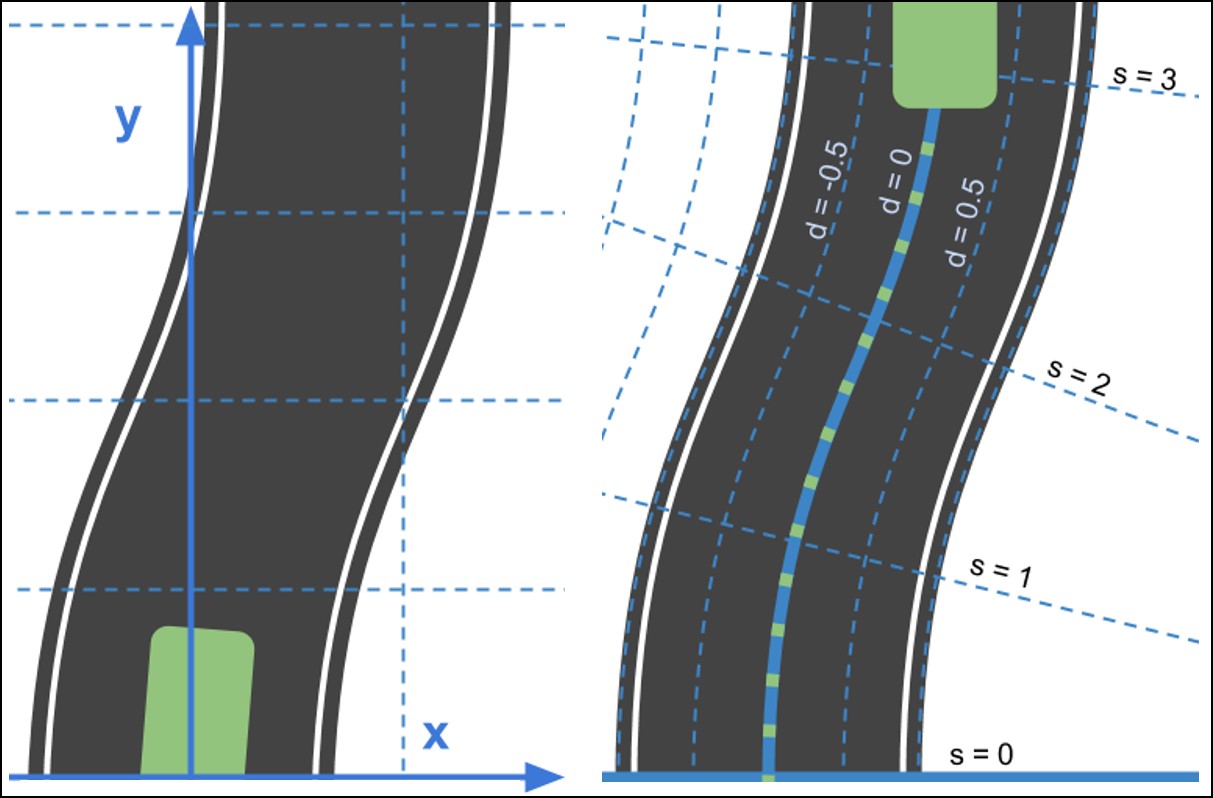 y
x
s = 3
d = -0.5
d = 0
d = 0.5
s = 2
s = 1
s = 0